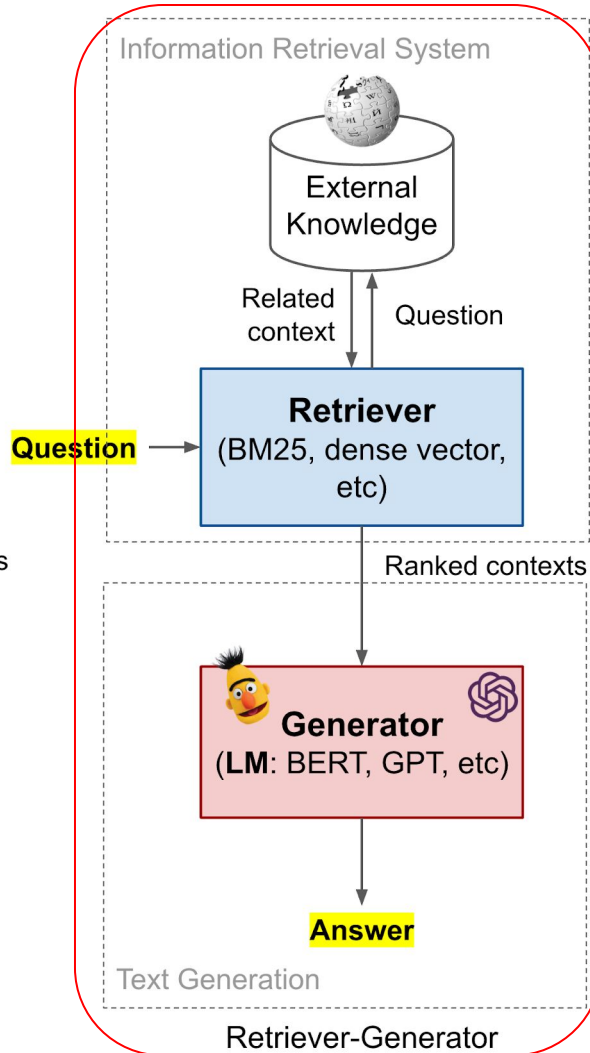 Information Retrieval System
External
Knowledge
Related
context
Question
Retriever
(BM25, dense vector,
etc)
Question
s
Ranked contexts
Generator
(LM: BERT, GPT, etc)
Answer
Text Generation
Retriever-Generator